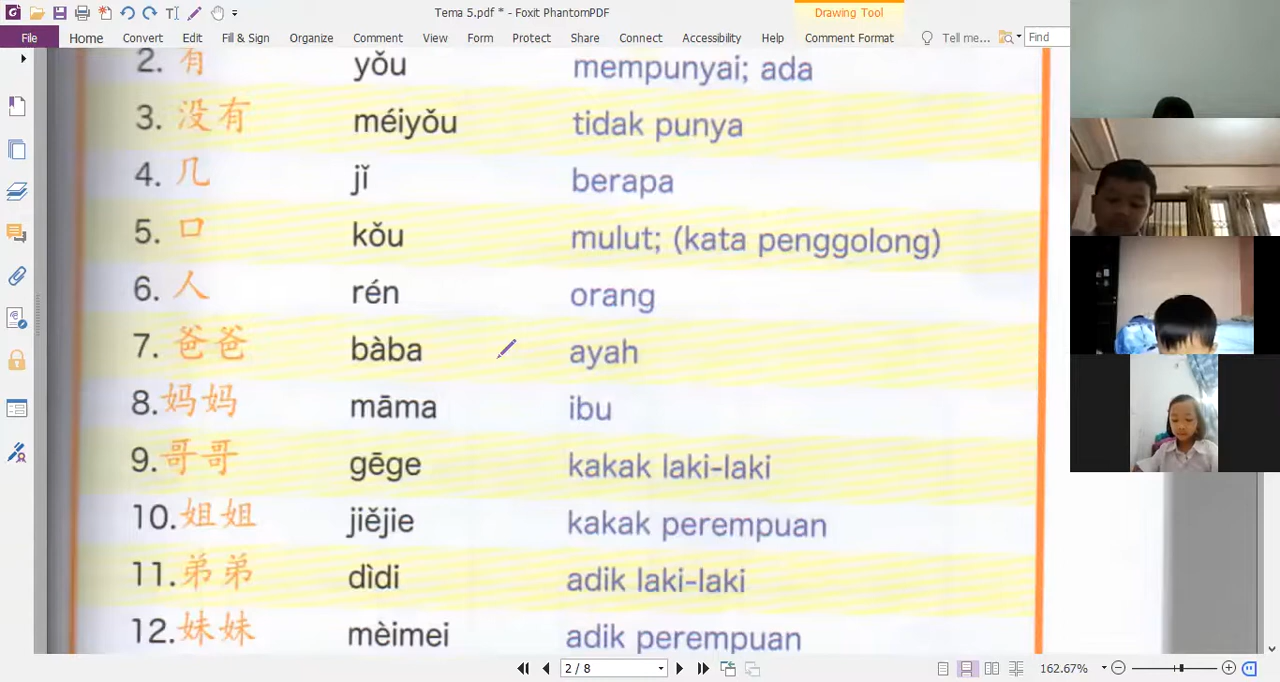 Tema 5.pdf * - Foxit PhantomPDF
Drawing Tool
File Home Convert Edit Fill & Sign Organize Comment View Form Protect Share Connect Accessibility Help Comment Format Tell me... Find
2. 有 yǒu mempunyai; ada
3. 没有 méiyǒu tidak punya
4. 几 jǐ berapa
5. 口 kǒu mulut; (kata penggolong)
6. 人 rén orang
7. 爸爸 bàba ayah
8. 妈妈 māma ibu
9. 哥哥 gēge kakak laki-laki
10. 姐姐 jiějie kakak perempuan
11. 弟弟 dìdi adik laki-laki
12. 妹妹 mèimei adik perempuan
2 / 8 162.67%